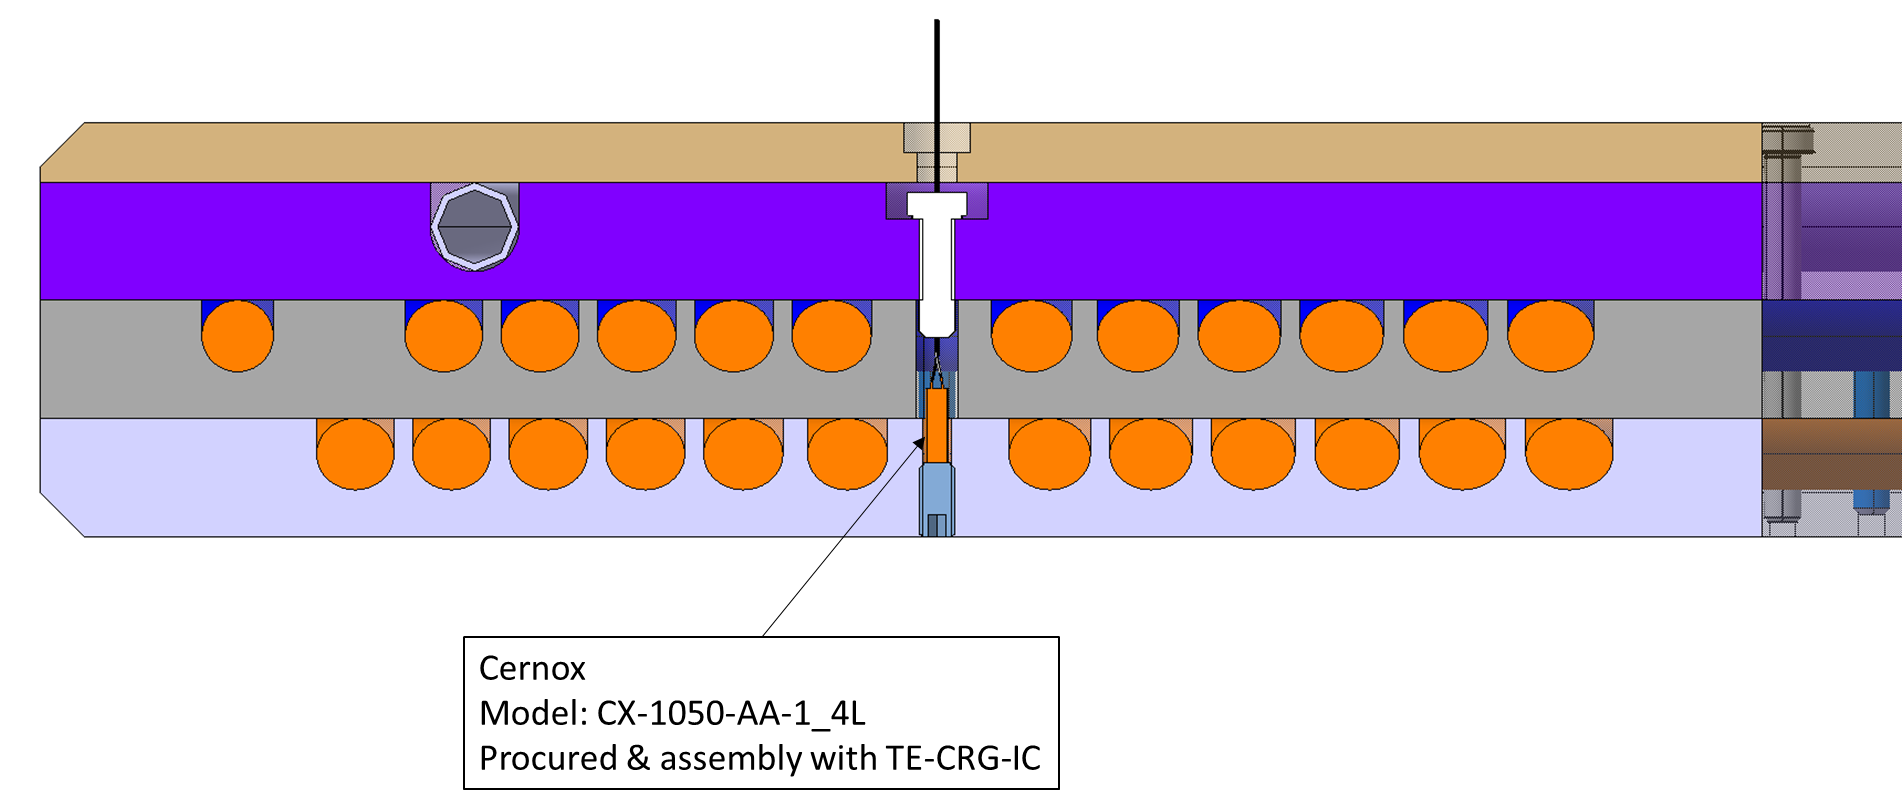 Cernox
Model: CX-1050-AA-1_4L
Procured & assembly with TE-CRG-IC